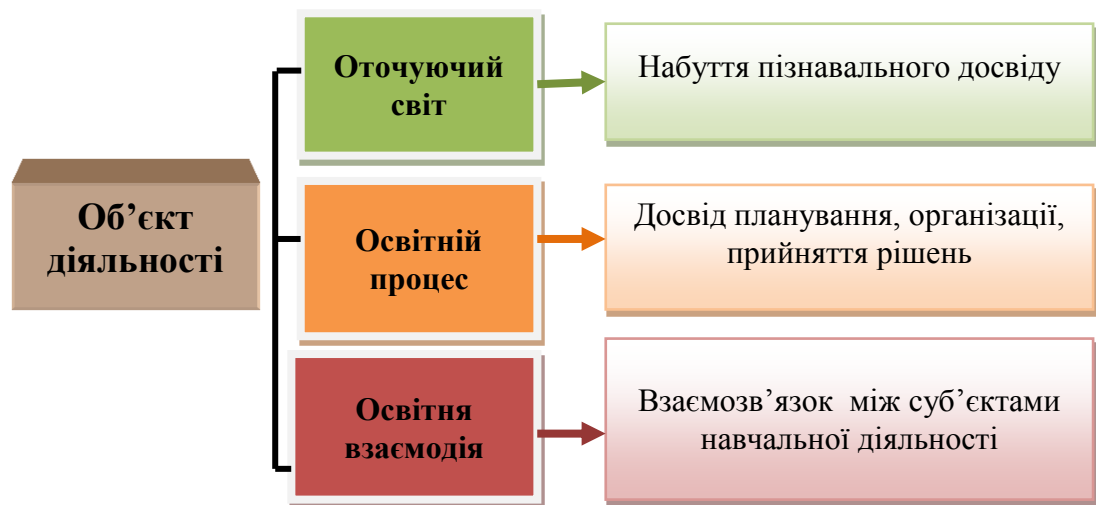 Об’єкт
діяльності
Оточуючий
світ
Набуття пізнавального досвіду
Освітній
процес
Досвід планування, організації,
прийняття рішень
Освітня
взаємодія
Взаємозв’язок між суб’єктами
навчальної діяльності